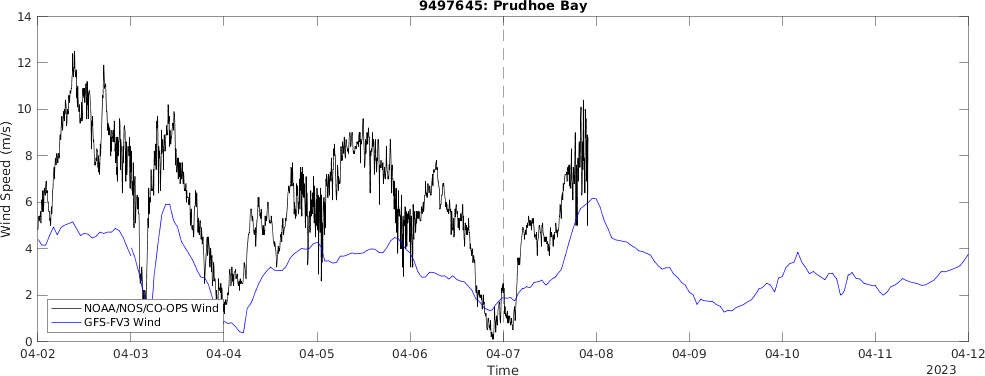 9497645: Prudhoe Bay
Wind Speed (m/s)
14
12
10
8
6
4
2
0
NOAA/NOS/CO-OPS Wind
GFS-FV3 Wind
04-02 04-03 04-04 04-05 04-06 04-07 04-08 04-09 04-10 04-11 04-12
Time
2023